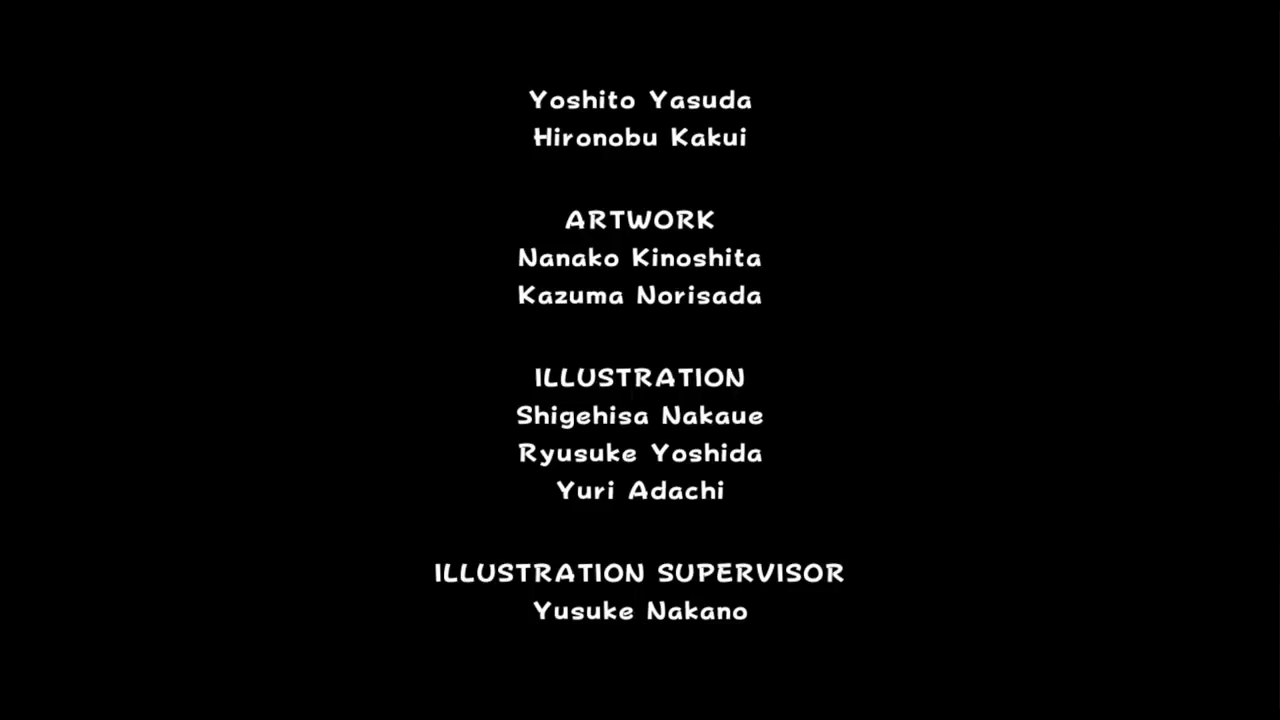 Yoshito Yasuda
Hironobu Kakui
ARTWORK
Nanako Kinoshita
Kazuma Norisada
ILLUSTRATION
Shigehisa Nakaue
Ryusuke Yoshida
Yuri Adachi
ILLUSTRATION SUPERVISOR
Yusuke Nakano